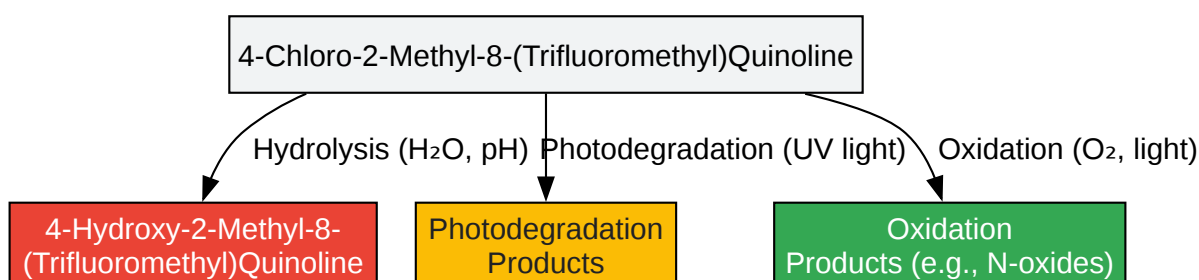 4-Chloro-2-Methyl-8-(Trifluoromethyl)Quinoline
Hydrolysis (H₂O, pH)
Photodegradation (UV light)
Oxidation (O₂, light)
4-Hydroxy-2-Methyl-8-
(Trifluoromethyl)Quinoline
Photodegradation
Products
Oxidation
Products (e.g., N-oxides)